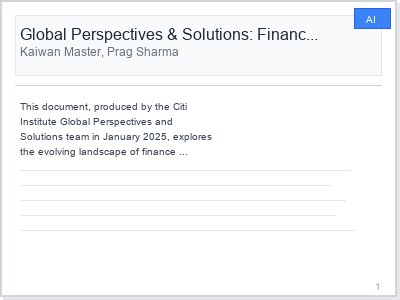 AI
Global Perspectives & Solutions: Financ...
Kaiwan Master, Prag Sharma
This document, produced by the Citi
Institute Global Perspectives and
Solutions team in January 2025, explores
the evolving landscape of finance ...
1